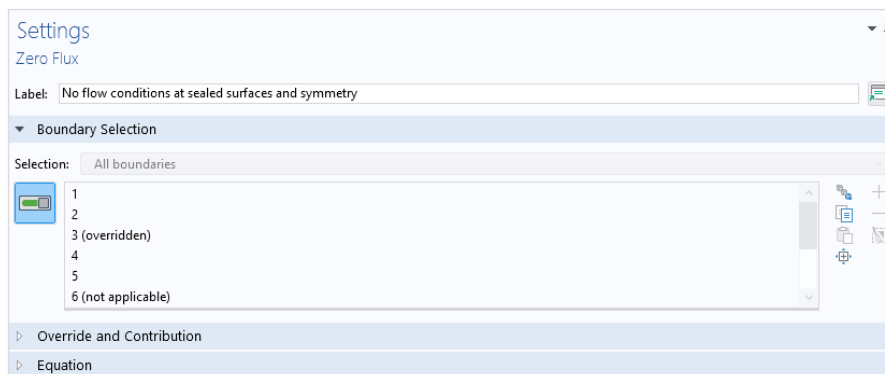 Settings
Zero Flux
Label: No flow conditions at sealed surfaces and symmetry
Boundary Selection
Selection: All boundaries
1
2
3 (overridden)
4
5
6 (not applicable)
Override and Contribution
Equation